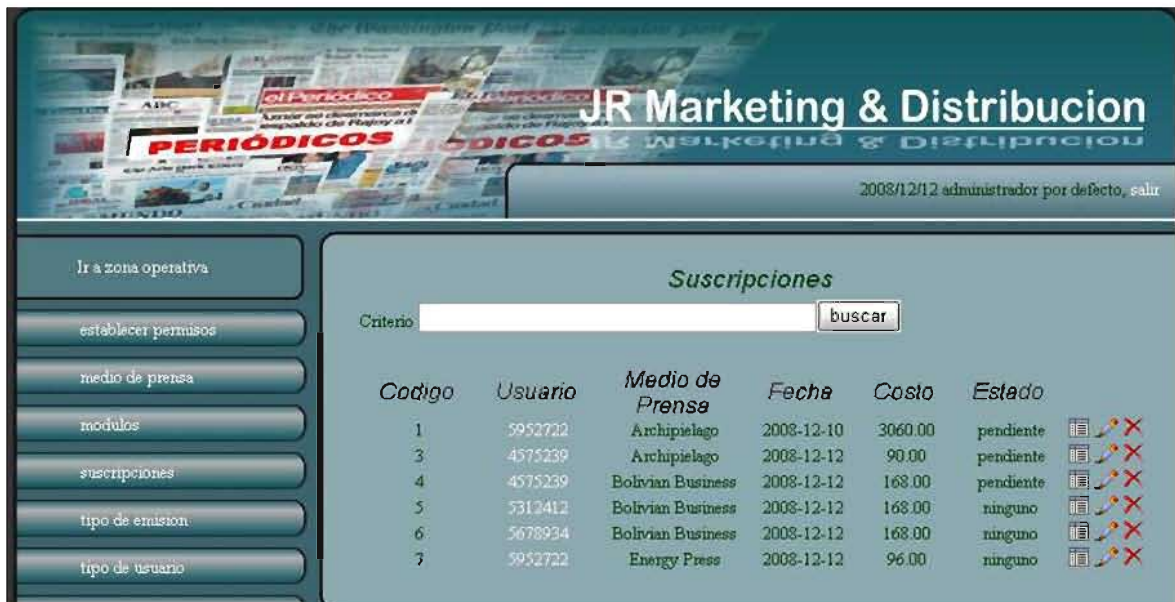 JR Marketing & Distribucion
ABC
el Periódico
PERIÓDICOS
2008/12/12 administrador por defecto, salir
Ir a zona operativa
establecer permisos
medio de prensa
modulos
suscripciones
tipo de emision
tipo de usuario
Suscripciones
Criterio buscar
Codigo Usuario Medio de Prensa Fecha Costo Estado
1 5952722 Archipielago 2008-12-10 3060.00 pendiente
3 4575239 Archipielago 2008-12-12 90.00 pendiente
4 4575239 Bolivian Business 2008-12-12 168.00 pendiente
5 5312412 Bolivian Business 2008-12-12 168.00 ninguno
6 5678934 Bolivian Business 2008-12-12 168.00 ninguno
7 5952722 Energy Press 2008-12-12 96.00 ninguno